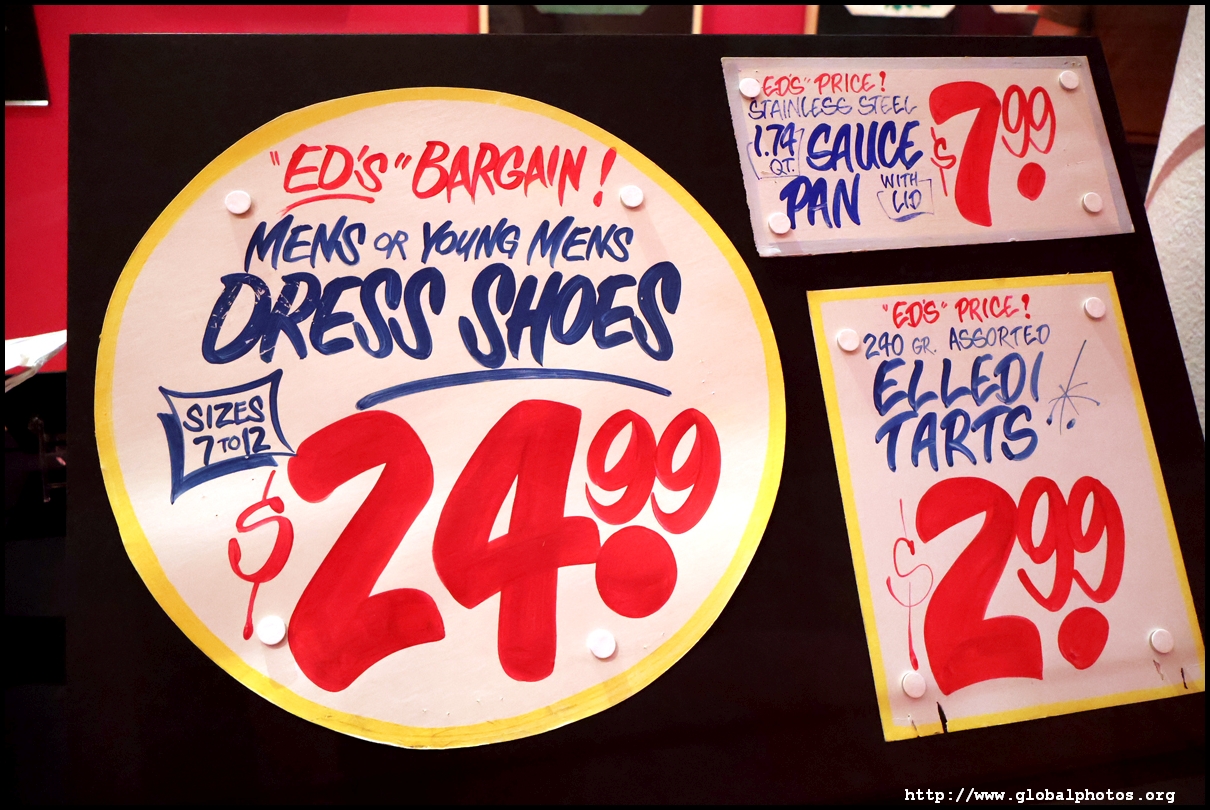 "ED'S" BARGAIN!
MENS OR YOUNG MENS
DRESS SHOES
SIZES
7 TO 12
$24.99
"ED'S" PRICE!
STAINLESS STEEL
1.74 QT. SAUCE PAN WITH LID
$7.99
"ED'S" PRICE!
240 GR. ASSORTED
ELLEDI
TARTS
$2.99
http://www.globalphotos.org